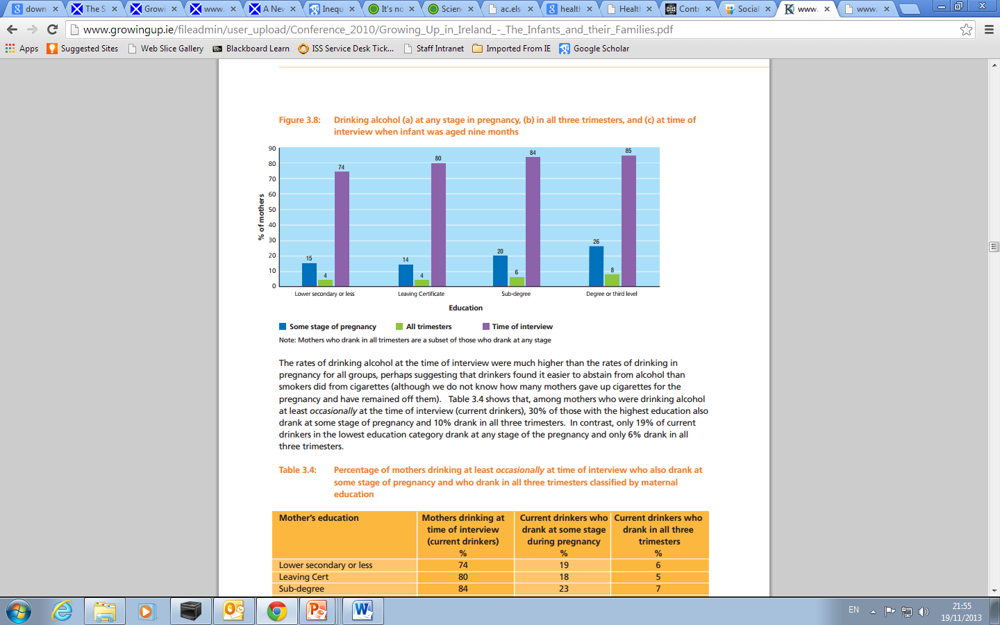 down
The S
Growi
www.
A Nev
Inequ
It's no
Scien
ac.els
health
Healt
Contr
Social
www.
www.
www.growingup.ie/fileadmin/user_upload/Conference_2010/Growing_Up_in_Ireland_-_The_Infants_and_their_Families.pdf
Apps Suggested Sites Web Slice Gallery Bb Blackboard Learn ISS Service Desk Tick... Staff Intranet Imported From IE Google Scholar
Figure 3.8: Drinking alcohol (a) at any stage in pregnancy, (b) in all three trimesters, and (c) at time of
interview when infant was aged nine months
90
80
70
60
50
40
30
20
10
0
% of mothers
15 4 74
14 4 80
20 6 84
26 8 85
Lower secondary or less Leaving Certificate Sub-degree Degree or third level
Education
Some stage of pregnancy All trimesters Time of interview
Note: Mothers who drank in all trimesters are a subset of those who drank at any stage
The rates of drinking alcohol at the time of interview were much higher than the rates of drinking in
pregnancy for all groups, perhaps suggesting that drinkers found it easier to abstain from alcohol than
smokers did from cigarettes (although we do not know how many mothers gave up cigarettes for the
pregnancy and have remained off them). Table 3.4 shows that, among mothers who were drinking alcohol
at least occasionally at the time of interview (current drinkers), 30% of those with the highest education also
drank at some stage of pregnancy and 10% drank in all three trimesters. In contrast, only 19% of current
drinkers in the lowest education category drank at any stage of the pregnancy and only 6% drank in all
three trimesters.
Table 3.4: Percentage of mothers drinking at least occasionally at time of interview who also drank at
some stage of pregnancy and who drank in all three trimesters classified by maternal
education
Mother's education Mothers drinking at Current drinkers who Current drinkers who
time of interview drank at some stage drank in all three
(current drinkers) during pregnancy trimesters
% % %
Lower secondary or less 74 19 6
Leaving Cert 80 18 5
Sub-degree 84 23 7
EN
21:55
19/11/2013